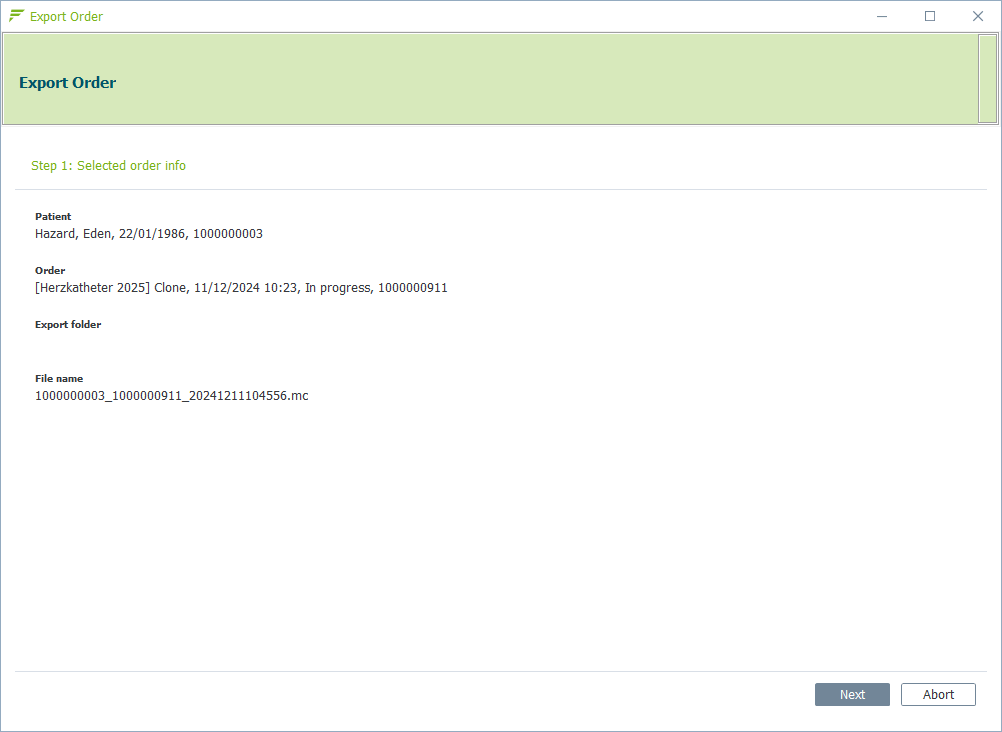 Export Order
Export Order
Step 1: Selected order info
Patient
Hazard, Eden, 22/01/1986, 1000000003
Order
[Herzkatheter 2025] Clone, 11/12/2024 10:23, In progress, 1000000911
Export folder
File name
1000000003_1000000911_20241211104556.mc
Next
Abort